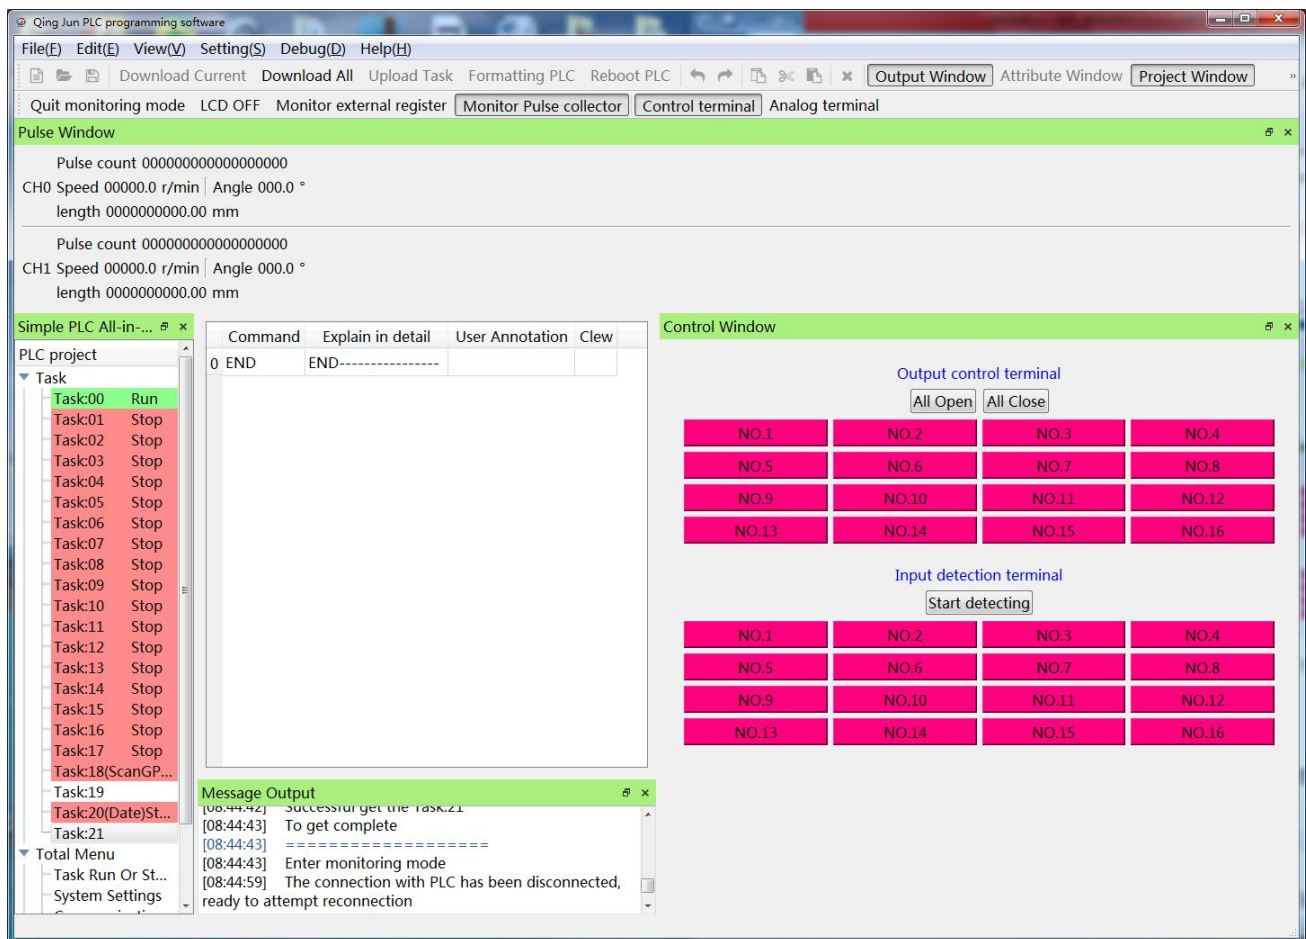 Qing Jun PLC programming software
File(F) Edit(E) View(V) Setting(S) Debug(D) Help(H)
Download Current Download All Upload Task Formatting PLC Reboot PLC Output Window Attribute Window Project Window »
Quit monitoring mode LCD OFF Monitor external register Monitor Pulse collector Control terminal Analog terminal
Pulse Window
Pulse count 000000000000000000
CH0 Speed 00000.0 r/min Angle 000.0 °
length 0000000000.00 mm
Pulse count 000000000000000000
CH1 Speed 00000.0 r/min Angle 000.0 °
length 0000000000.00 mm
Simple PLC All-in-...
PLC project
Task
Task:00 Run
Task:01 Stop
Task:02 Stop
Task:03 Stop
Task:04 Stop
Task:05 Stop
Task:06 Stop
Task:07 Stop
Task:08 Stop
Task:09 Stop
Task:10 Stop
Task:11 Stop
Task:12 Stop
Task:13 Stop
Task:14 Stop
Task:15 Stop
Task:16 Stop
Task:17 Stop
Task:18(ScanGP...
Task:19
Task:20(Date)St...
Task:21
Total Menu
Task Run Or St...
System Settings
Command Explain in detail User Annotation Clew
0 END END----------------
Message Output
[08:44:42] Successful get the Task:21
[08:44:43] To get complete
[08:44:43] ===================
[08:44:43] Enter monitoring mode
[08:44:59] The connection with PLC has been disconnected,
ready to attempt reconnection
Control Window
Output control terminal
All Open All Close
NO.1 NO.2 NO.3 NO.4
NO.5 NO.6 NO.7 NO.8
NO.9 NO.10 NO.11 NO.12
NO.13 NO.14 NO.15 NO.16
Input detection terminal
Start detecting
NO.1 NO.2 NO.3 NO.4
NO.5 NO.6 NO.7 NO.8
NO.9 NO.10 NO.11 NO.12
NO.13 NO.14 NO.15 NO.16